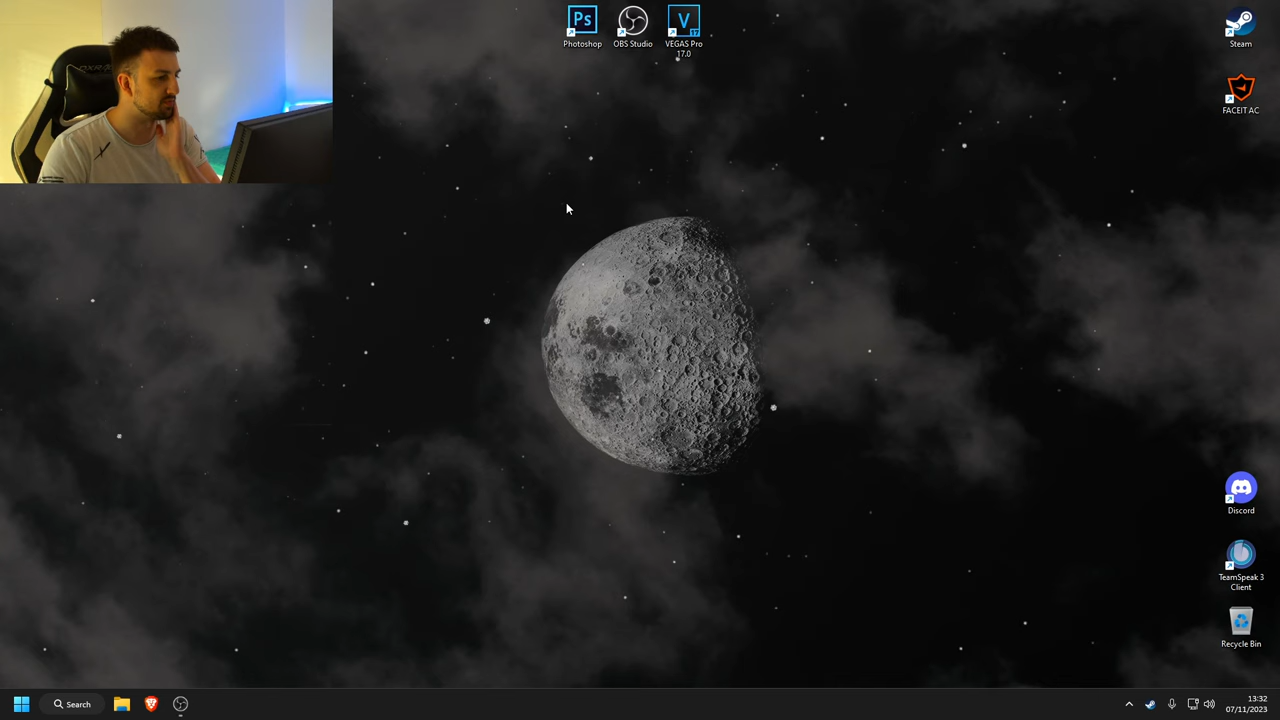 Ps
Photoshop
OBS Studio
V
17
VEGAS Pro
17.0
Steam
FACEIT AC
Discord
TeamSpeak 3
Client
Recycle Bin
Search
13:32
07/11/2023